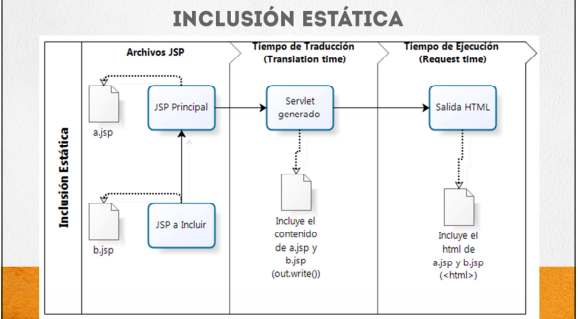 INCLUSIÓN ESTÁTICA
Archivos JSP
Tiempo de Traducción
(Translation time)
Tiempo de Ejecución
(Request time)
Inclusión Estática
JSP Principal
a.jsp
Servlet
generado
Salida HTML
JSP a Incluir
b.jsp
Incluye el
contenido
de a.jsp y
b.jsp
(out.write())
Incluye el
html de
a.jsp y b.jsp
(<html>)